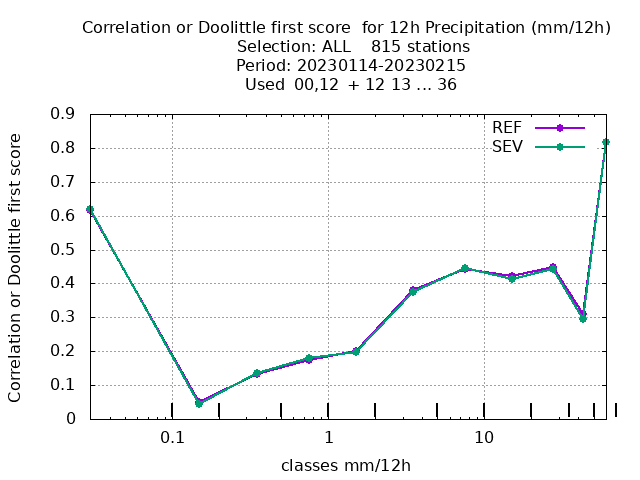 Correlation or Doolittle first score  for 12h Precipitation (mm/12h)
Selection: ALL    815 stations
Period: 20230114-20230215
Used  00,12  + 12 13 ... 36
REF
SEV
Correlation or Doolittle first score
0.9
0.8
0.7
0.6
0.5
0.4
0.3
0.2
0.1
0
0.1 1 10
classes mm/12h